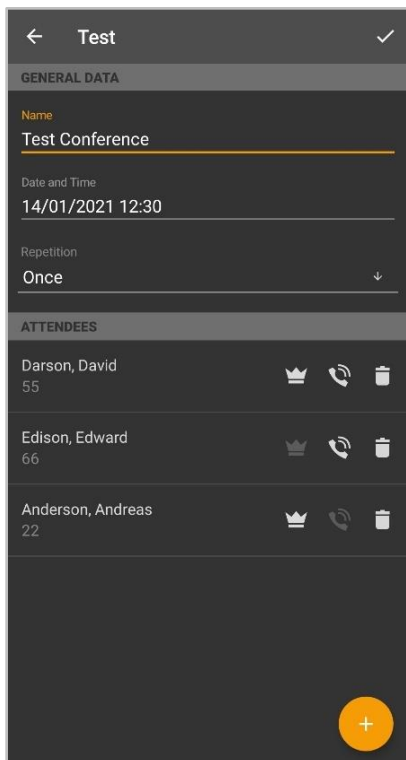 Test
GENERAL DATA
Name
Test Conference
Date and Time
14/01/2021 12:30
Repetition
Once
ATTENDEES
Darson, David
55
Edison, Edward
66
Anderson, Andreas
22